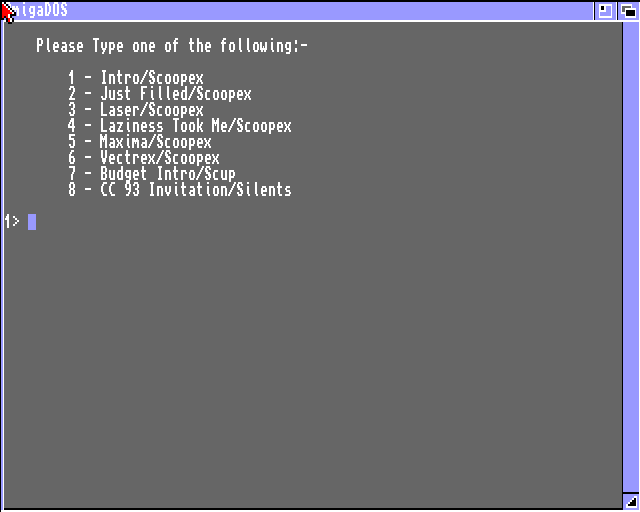 AmigaDOS
Please Type one of the following:-
1 - Intro/Scoopex
2 - Just Filled/Scoopex
3 - Laser/Scoopex
4 - Laziness Took Me/Scoopex
5 - Maxima/Scoopex
6 - Vectrex/Scoopex
7 - Budget Intro/Scup
8 - CC 93 Invitation/Silents
1>